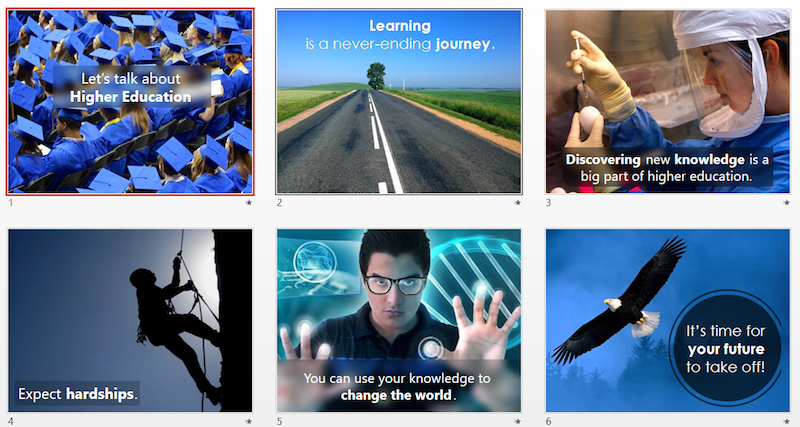 Let's talk about
Higher Education
1
Learning
is a never-ending journey.
2
Discovering new knowledge is a
big part of higher education.
3
Expect hardships.
4
You can use your knowledge to
change the world.
5
It's time for
your future
to take off!
6